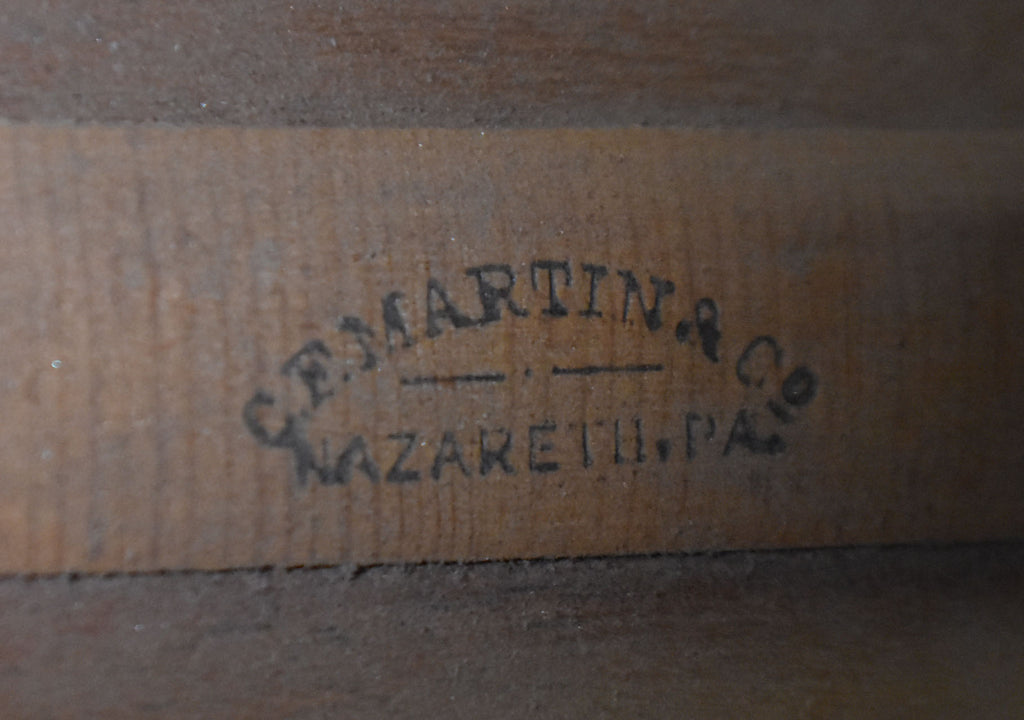 C.F. MARTIN & CO.
NAZARETH, PA.